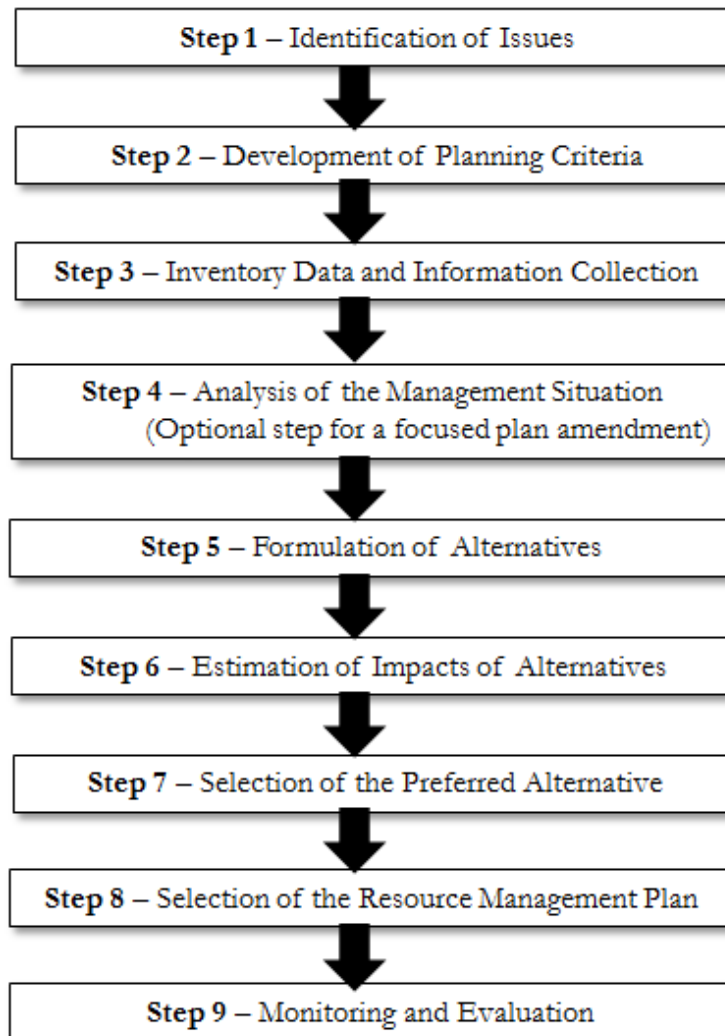 Step 1 – Identification of Issues
Step 2 – Development of Planning Criteria
Step 3 – Inventory Data and Information Collection
Step 4 – Analysis of the Management Situation
(Optional step for a focused plan amendment)
Step 5 – Formulation of Alternatives
Step 6 – Estimation of Impacts of Alternatives
Step 7 – Selection of the Preferred Alternative
Step 8 – Selection of the Resource Management Plan
Step 9 – Monitoring and Evaluation